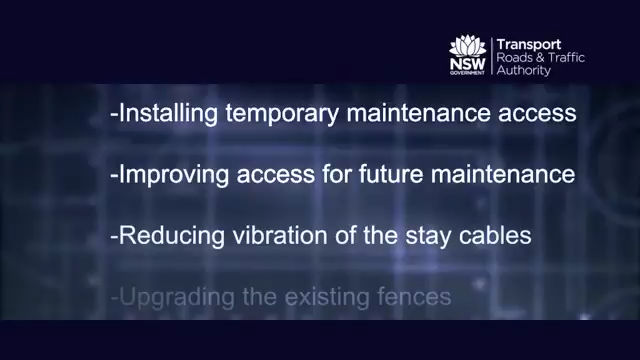 NSW
GOVERNMENT
Transport
Roads & Traffic
Authority
-Installing temporary maintenance access
-Improving access for future maintenance
-Reducing vibration of the stay cables
-Upgrading the existing fences